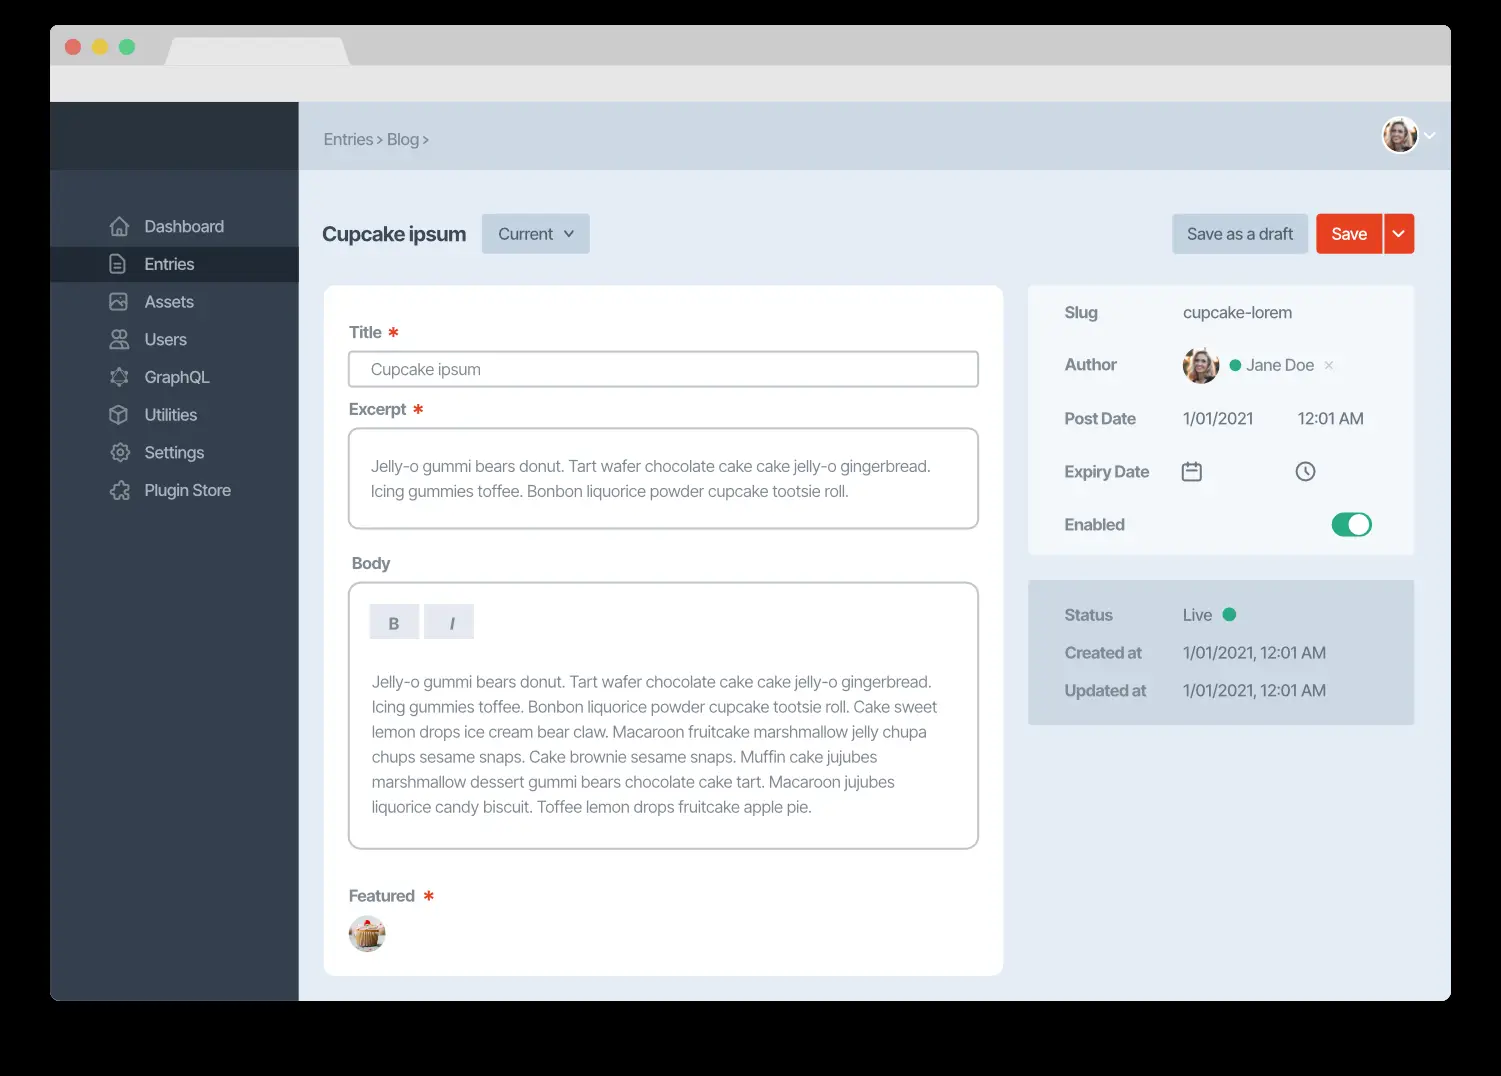 Entries > Blog >
Dashboard
Entries
Assets
Users
GraphQL
Utilities
Settings
Plugin Store
Cupcake ipsum
Current
Save as a draft
Save
Title *
Cupcake ipsum
Excerpt *
Jelly-o gummi bears donut. Tart wafer chocolate cake cake jelly-o gingerbread.
Icing gummies toffee. Bonbon liquorice powder cupcake tootsie roll.
Body
B I
Jelly-o gummi bears donut. Tart wafer chocolate cake cake jelly-o gingerbread.
Icing gummies toffee. Bonbon liquorice powder cupcake tootsie roll. Cake sweet
lemon drops ice cream bear claw. Macaroon fruitcake marshmallow jelly chupa
chups sesame snaps. Cake brownie sesame snaps. Muffin cake jujubes
marshmallow dessert gummi bears chocolate cake tart. Macaroon jujubes
liquorice candy biscuit. Toffee lemon drops fruitcake apple pie.
Featured *
Slug cupcake-lorem
Author Jane Doe ×
Post Date 1/01/2021 12:01 AM
Expiry Date
Enabled
Status Live
Created at 1/01/2021, 12:01 AM
Updated at 1/01/2021, 12:01 AM